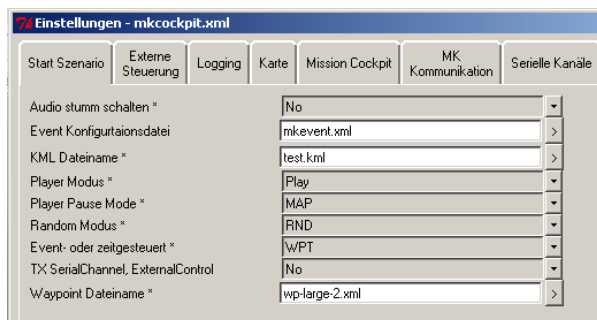 Einstellungen - mkcockpit.xml
Start Szenario
Externe
Steuerung
Logging
Karte
Mission Cockpit
MK
Kommunikation
Serielle Kanäle
Audio stumm schalten * No
Event Konfigurtaionsdatei mkevent.xml >
KML Dateiname * test.kml >
Player Modus * Play
Player Pause Mode * MAP
Random Modus * RND
Event- oder zeitgesteuert * WPT
TX SerialChannel, ExternalControl No
Waypoint Dateiname * wp-large-2.xml >